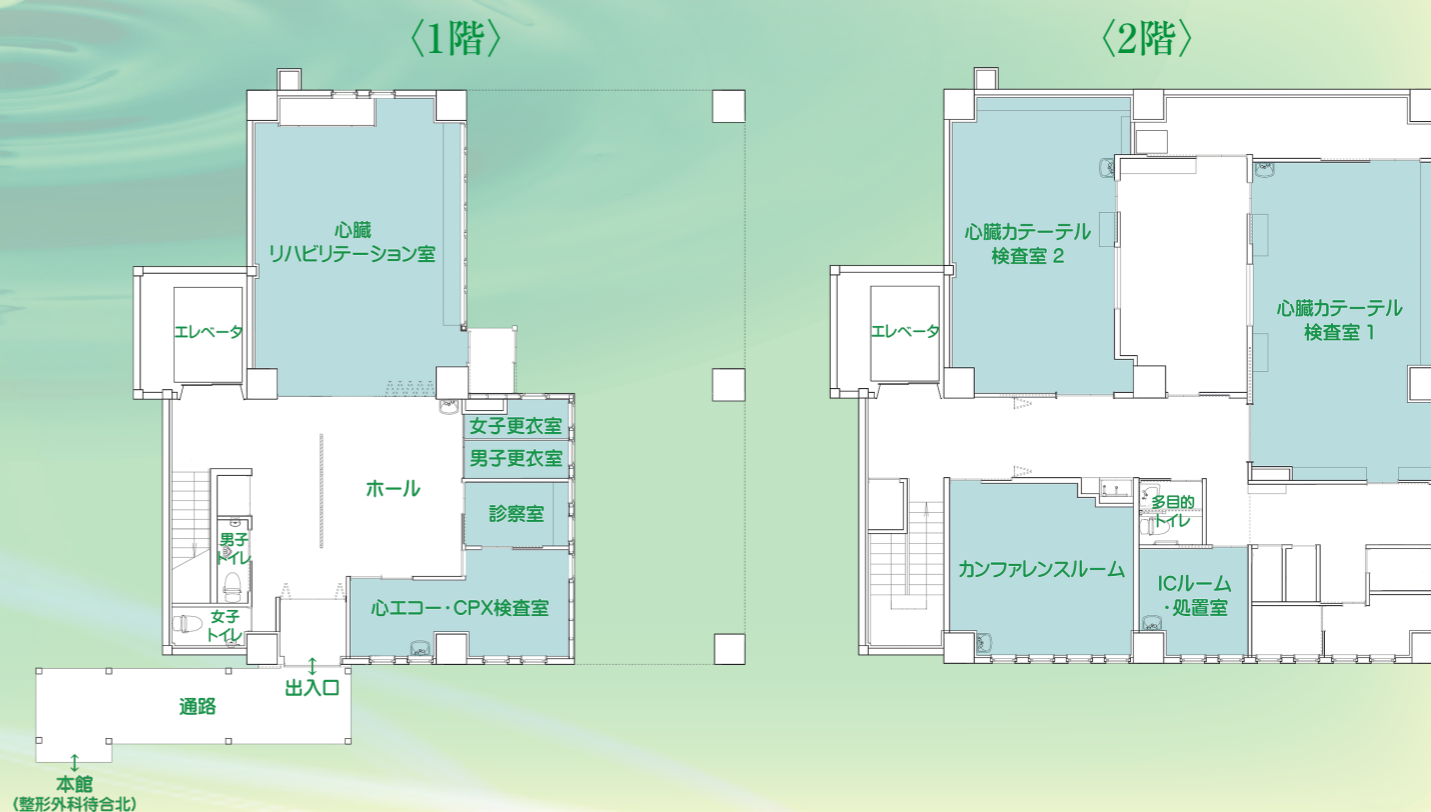 〈1階〉
心臓
リハビリテーション室
エレベータ
女子更衣室
男子更衣室
ホール
診察室
男子
トイレ
心エコー・CPX検査室
女子
トイレ
出入口
通路
本館
(整形外科待合北)
〈2階〉
心臓カテーテル
検査室 2
心臓カテーテル
検査室 1
エレベータ
多目的
トイレ
カンファレンスルーム
ICルーム
・処置室